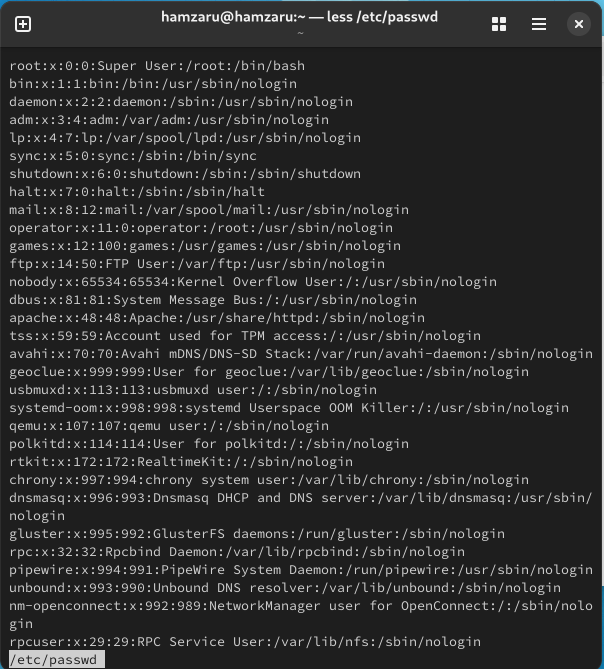 hamzaru@hamzaru:~ — less /etc/passwd
~
root:x:0:0:Super User:/root:/bin/bash
bin:x:1:1:bin:/bin:/usr/sbin/nologin
daemon:x:2:2:daemon:/sbin:/usr/sbin/nologin
adm:x:3:4:adm:/var/adm:/usr/sbin/nologin
lp:x:4:7:lp:/var/spool/lpd:/usr/sbin/nologin
sync:x:5:0:sync:/sbin:/bin/sync
shutdown:x:6:0:shutdown:/sbin:/sbin/shutdown
halt:x:7:0:halt:/sbin:/sbin/halt
mail:x:8:12:mail:/var/spool/mail:/usr/sbin/nologin
operator:x:11:0:operator:/root:/usr/sbin/nologin
games:x:12:100:games:/usr/games:/usr/sbin/nologin
ftp:x:14:50:FTP User:/var/ftp:/usr/sbin/nologin
nobody:x:65534:65534:Kernel Overflow User:/:/usr/sbin/nologin
dbus:x:81:81:System Message Bus:/:/usr/sbin/nologin
apache:x:48:48:Apache:/usr/share/httpd:/sbin/nologin
tss:x:59:59:Account used for TPM access:/:/usr/sbin/nologin
avahi:x:70:70:Avahi mDNS/DNS-SD Stack:/var/run/avahi-daemon:/sbin/nologin
geoclue:x:999:999:User for geoclue:/var/lib/geoclue:/sbin/nologin
usbmuxd:x:113:113:usbmuxd user:/:/sbin/nologin
systemd-oom:x:998:998:systemd Userspace OOM Killer:/:/usr/sbin/nologin
qemu:x:107:107:qemu user:/:/sbin/nologin
polkitd:x:114:114:User for polkitd:/:/sbin/nologin
rtkit:x:172:172:RealtimeKit:/:/sbin/nologin
chrony:x:997:994:chrony system user:/var/lib/chrony:/sbin/nologin
dnsmasq:x:996:993:Dnsmasq DHCP and DNS server:/var/lib/dnsmasq:/usr/sbin/
nologin
gluster:x:995:992:GlusterFS daemons:/run/gluster:/sbin/nologin
rpc:x:32:32:Rpcbind Daemon:/var/lib/rpcbind:/sbin/nologin
pipewire:x:994:991:PipeWire System Daemon:/run/pipewire:/usr/sbin/nologin
unbound:x:993:990:Unbound DNS resolver:/var/lib/unbound:/sbin/nologin
nm-openconnect:x:992:989:NetworkManager user for OpenConnect:/:/sbin/nolo
gin
rpcuser:x:29:29:RPC Service User:/var/lib/nfs:/sbin/nologin
/etc/passwd